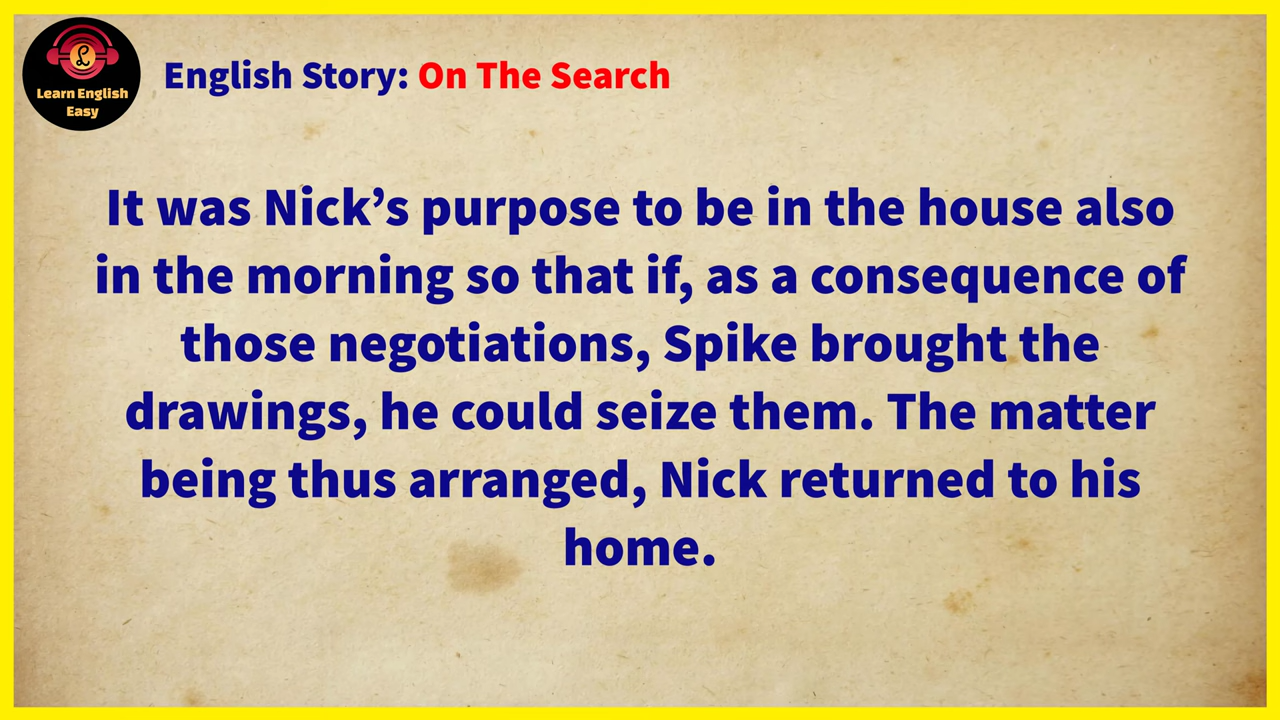 Learn English
Easy
English Story: On The Search
It was Nick’s purpose to be in the house also
in the morning so that if, as a consequence of
those negotiations, Spike brought the
drawings, he could seize them. The matter
being thus arranged, Nick returned to his
home.